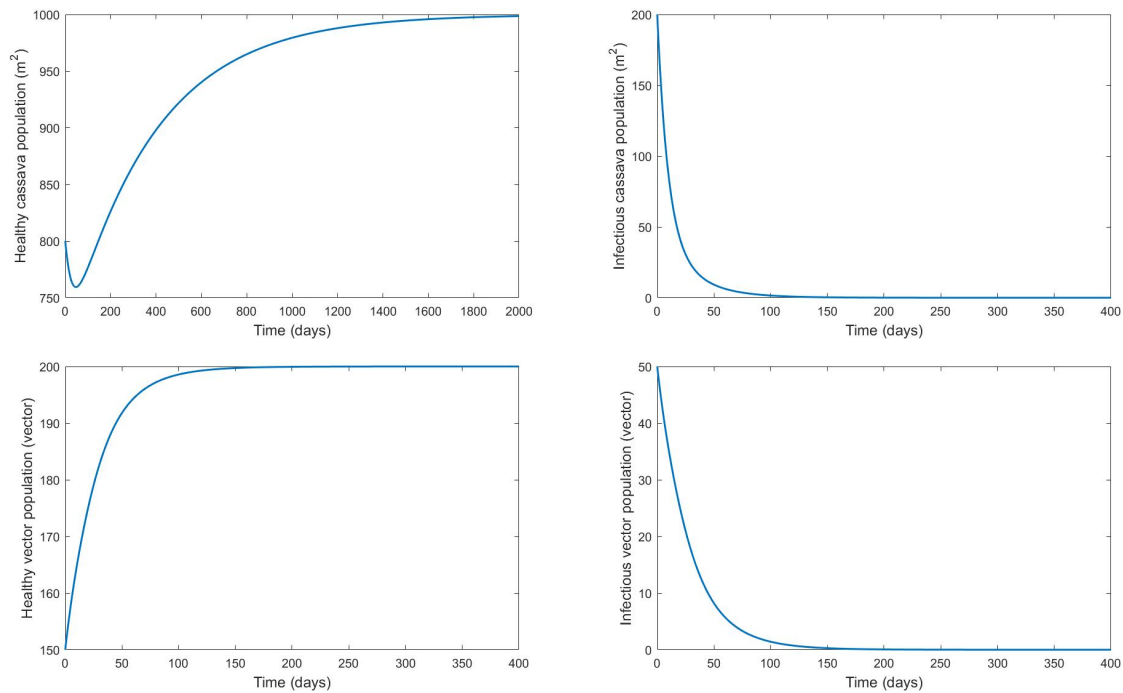 Healthy cassava population (m²)
1000
950
900
850
800
750
0 200 400 600 800 1000 1200 1400 1600 1800 2000
Time (days)
Infectious cassava population (m²)
200
150
100
50
0
0 50 100 150 200 250 300 350 400
Time (days)
Healthy vector population (vector)
200
190
180
170
160
150
0 50 100 150 200 250 300 350 400
Time (days)
Infectious vector population (vector)
50
40
30
20
10
0
0 50 100 150 200 250 300 350 400
Time (days)